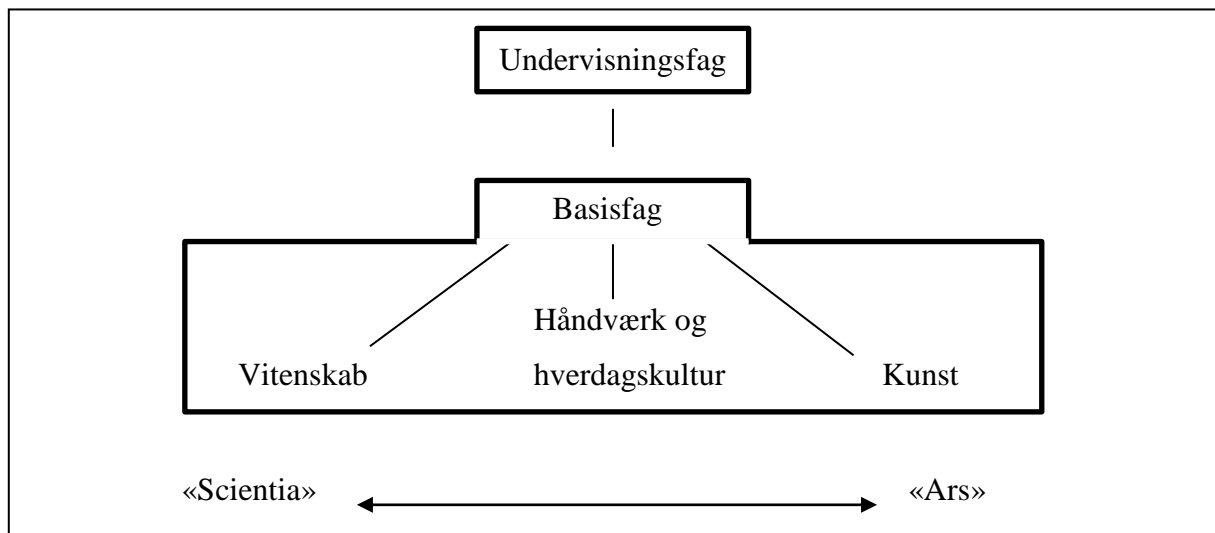 Undervisningsfag
Basisfag
Håndværk og
Vitenskab hverdagskultur Kunst
«Scientia» «Ars»